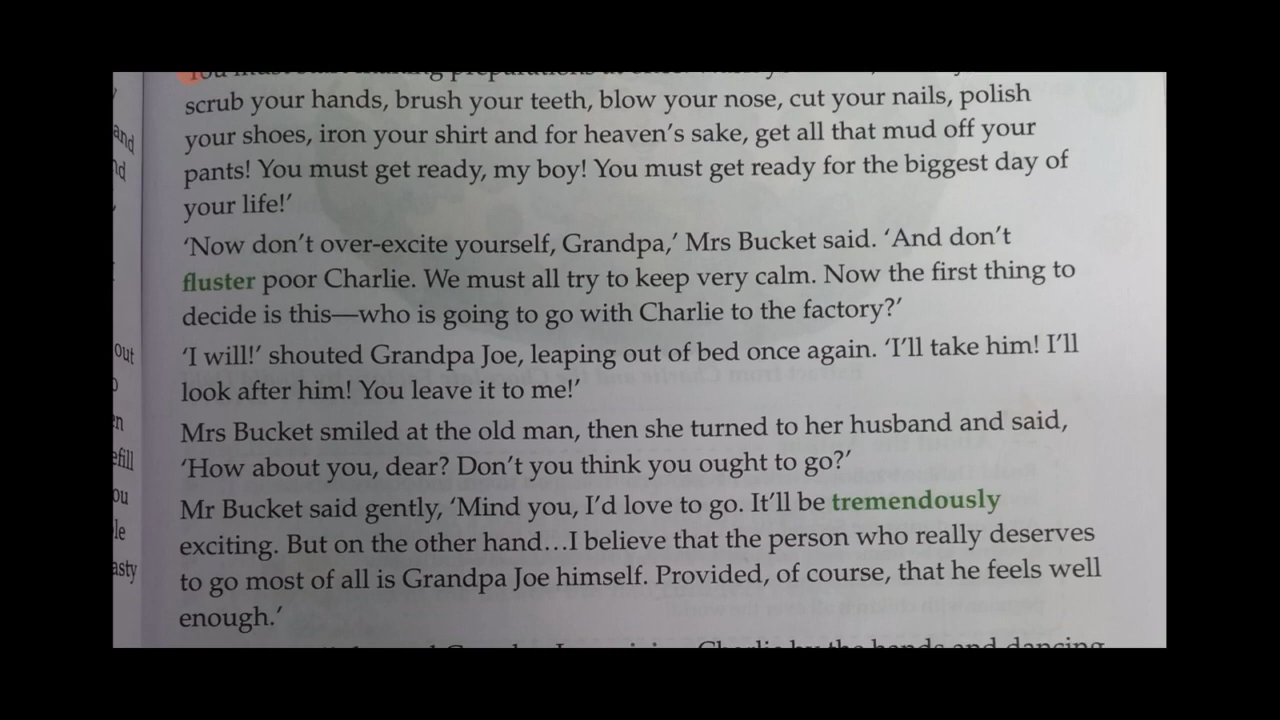 scrub your hands, brush your teeth, blow your nose, cut your nails, polish
your shoes, iron your shirt and for heaven's sake, get all that mud off your
pants! You must get ready, my boy! You must get ready for the biggest day of
your life!'
'Now don't over-excite yourself, Grandpa,' Mrs Bucket said. 'And don't
fluster poor Charlie. We must all try to keep very calm. Now the first thing to
decide is this—who is going to go with Charlie to the factory?'
'I will!' shouted Grandpa Joe, leaping out of bed once again. 'I'll take him! I'll
look after him! You leave it to me!'
Mrs Bucket smiled at the old man, then she turned to her husband and said,
'How about you, dear? Don't you think you ought to go?'
Mr Bucket said gently, 'Mind you, I'd love to go. It'll be tremendously
exciting. But on the other hand...I believe that the person who really deserves
to go most of all is Grandpa Joe himself. Provided, of course, that he feels well
enough.'
Charlie by the hands and dancing
and
out